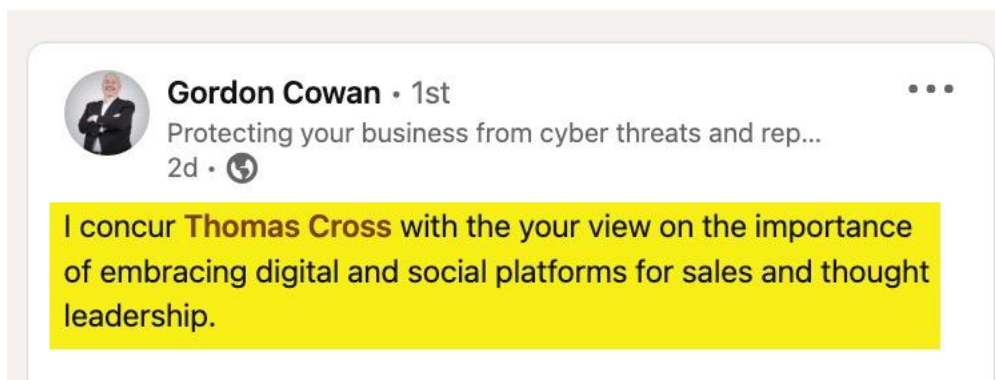 Gordon Cowan • 1st
Protecting your business from cyber threats and rep...
2d •
I concur Thomas Cross with the your view on the importance
of embracing digital and social platforms for sales and thought
leadership.